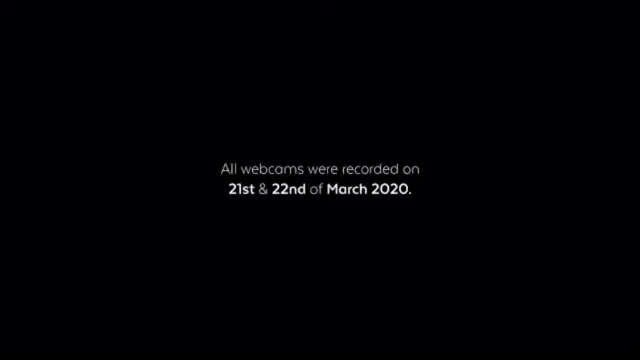 All webcams were recorded on
21st & 22nd of March 2020.